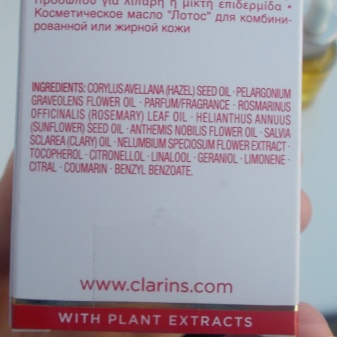 προσώπου για λιπαρή ή μικτή επιδερμίδα •
Косметическое масло "Лотос" для комбини-
рованной или жирной кожи
INGREDIENTS: CORYLUS AVELLANA (HAZEL) SEED OIL · PELARGONIUM
GRAVEOLENS FLOWER OIL · PARFUM/FRAGRANCE · ROSMARINUS
OFFICINALIS (ROSEMARY) LEAF OIL · HELIANTHUS ANNUUS
(SUNFLOWER) SEED OIL · ANTHEMIS NOBILIS FLOWER OIL · SALVIA
SCLAREA (CLARY) OIL · NELUMBIUM SPECIOSUM FLOWER EXTRACT ·
TOCOPHEROL · CITRONELLOL · LINALOOL · GERANIOL · LIMONENE ·
CITRAL · COUMARIN · BENZYL BENZOATE.
www.clarins.com
WITH PLANT EXTRACTS